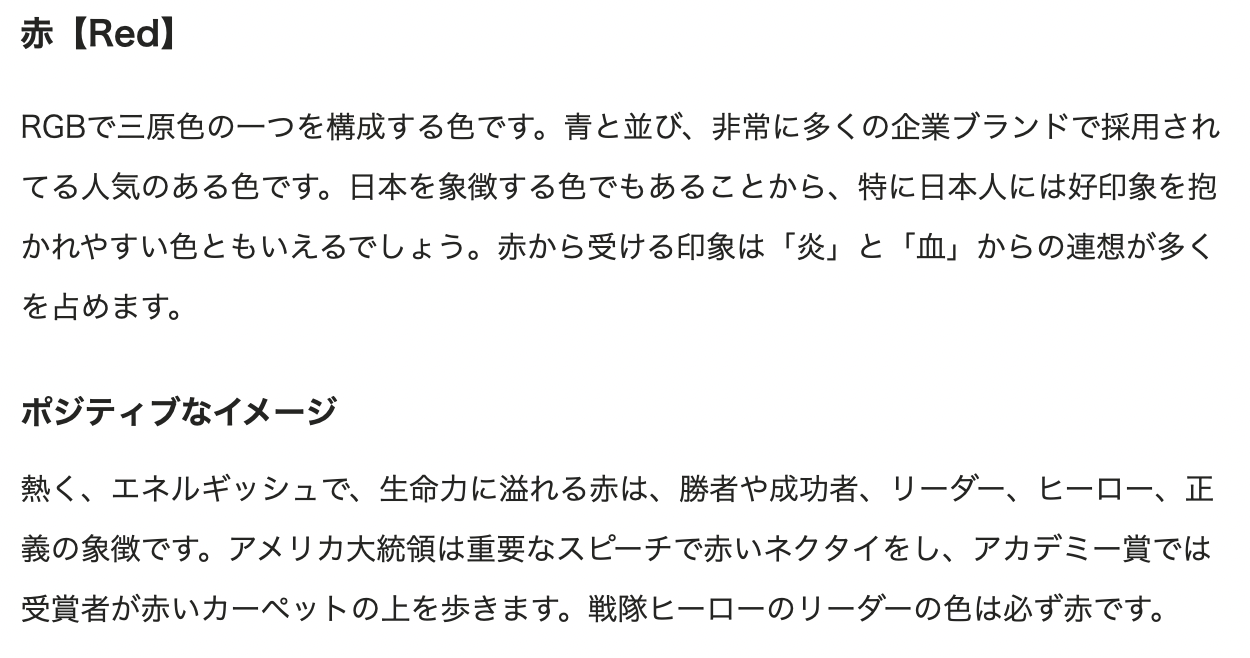 赤【Red】
RGBで三原色の一つを構成する色です。青と並び、非常に多くの企業ブランドで採用され
てる人気のある色です。日本を象徴する色でもあることから、特に日本人には好印象を抱
かれやすい色ともいえるでしょう。赤から受ける印象は「炎」と「血」からの連想が多く
を占めます。
ポジティブなイメージ
熱く、エネルギッシュで、生命力に溢れる赤は、勝者や成功者、リーダー、ヒーロー、正
義の象徴です。アメリカ大統領は重要なスピーチで赤いネクタイをし、アカデミー賞では
受賞者が赤いカーペットの上を歩きます。戦隊ヒーローのリーダーの色は必ず赤です。